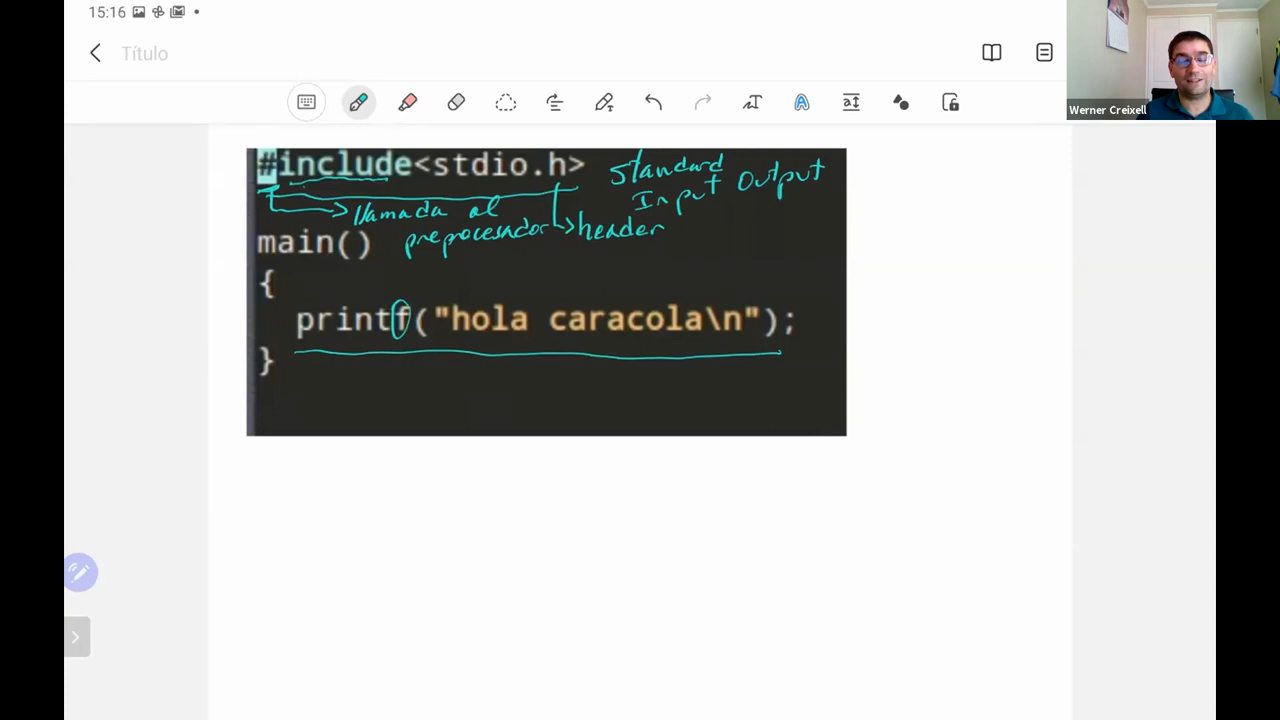 15:16
Título
Werner Creixell
#include<stdio.h> Standard
Input Output
llamada al
preprocesador header
main()
{
printf("hola caracola\n");
}